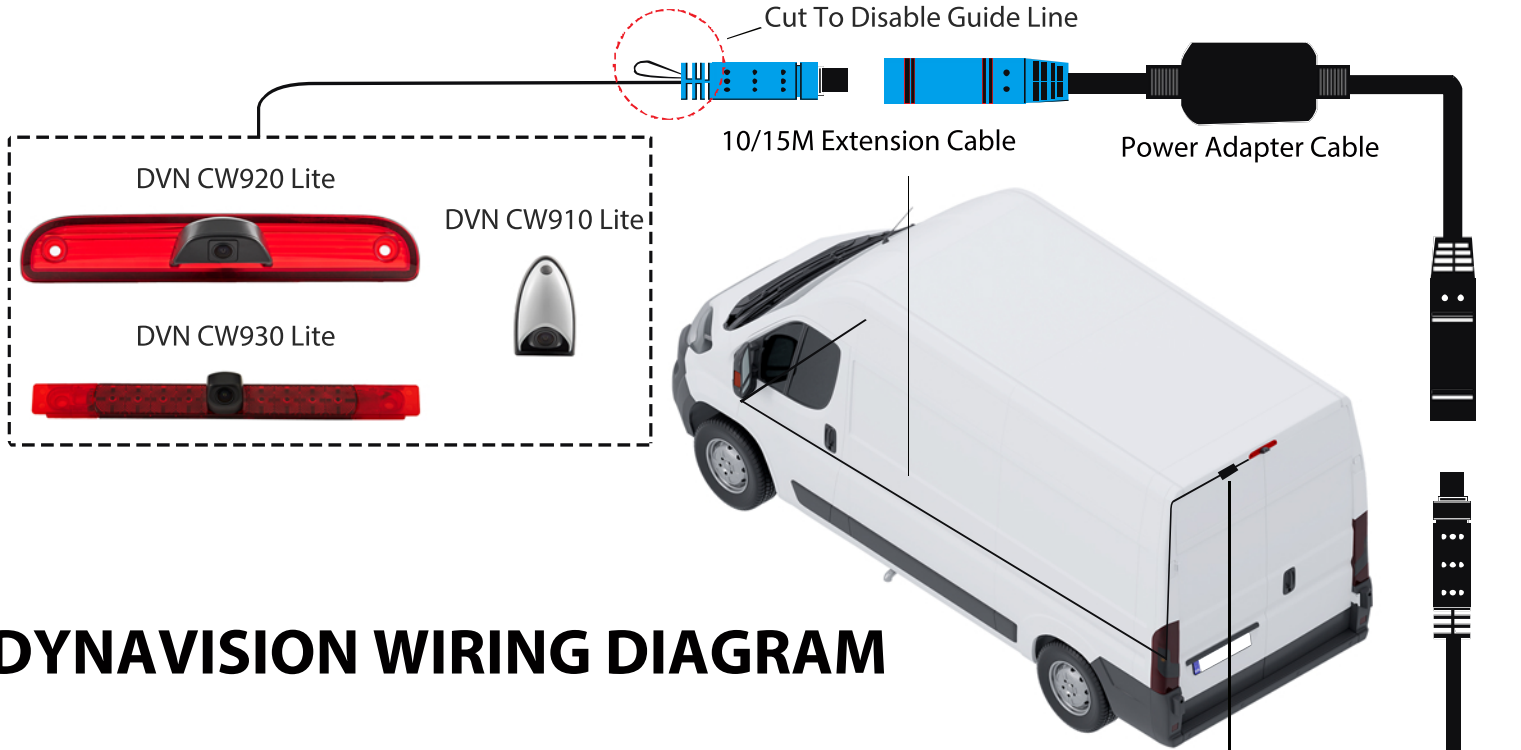 Cut To Disable Guide Line
10/15M Extension Cable
Power Adapter Cable
DVN CW920 Lite
DVN CW910 Lite
DVN CW930 Lite
DYNAVISION WIRING DIAGRAM